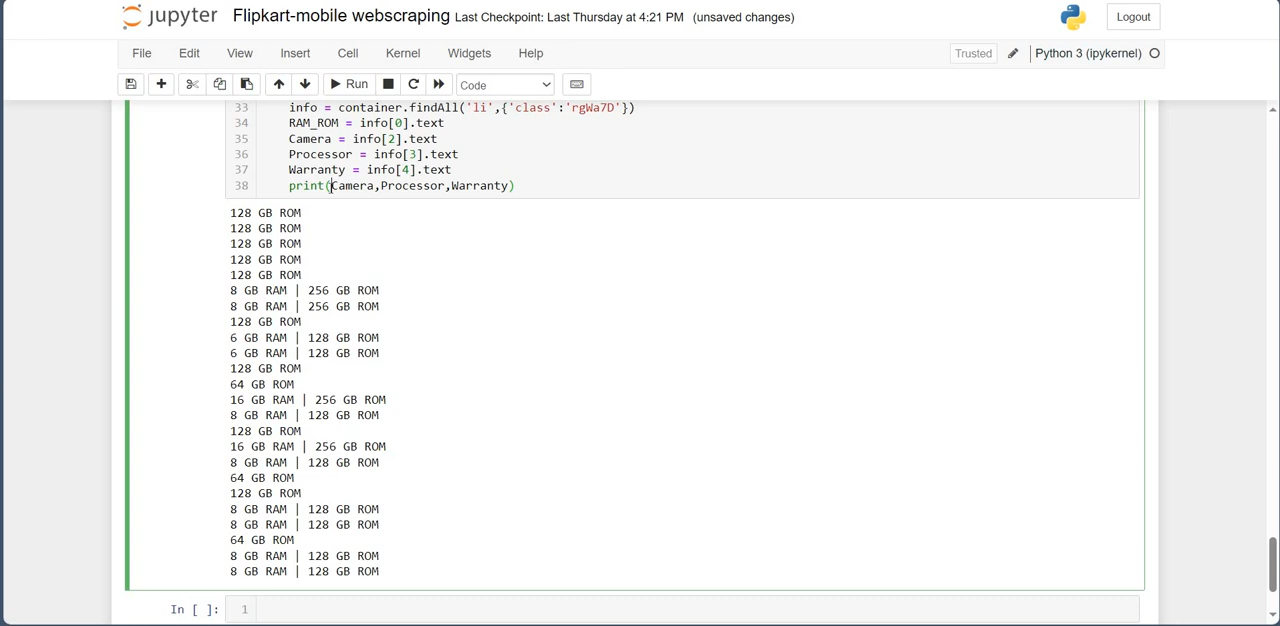 jupyter Flipkart-mobile webscraping Last Checkpoint: Last Thursday at 4:21 PM (unsaved changes) Logout
File Edit View Insert Cell Kernel Widgets Help Trusted Python 3 (ipykernel)
Run Code
33 info = container.findAll('li',{'class':'rgWa7D'})
34 RAM_ROM = info[0].text
35 Camera = info[2].text
36 Processor = info[3].text
37 Warranty = info[4].text
38 print(Camera,Processor,Warranty)
128 GB ROM
128 GB ROM
128 GB ROM
128 GB ROM
128 GB ROM
8 GB RAM | 256 GB ROM
8 GB RAM | 256 GB ROM
128 GB ROM
6 GB RAM | 128 GB ROM
6 GB RAM | 128 GB ROM
128 GB ROM
64 GB ROM
16 GB RAM | 256 GB ROM
8 GB RAM | 128 GB ROM
128 GB ROM
16 GB RAM | 256 GB ROM
8 GB RAM | 128 GB ROM
64 GB ROM
128 GB ROM
8 GB RAM | 128 GB ROM
8 GB RAM | 128 GB ROM
64 GB ROM
8 GB RAM | 128 GB ROM
8 GB RAM | 128 GB ROM
In [ ]: 1